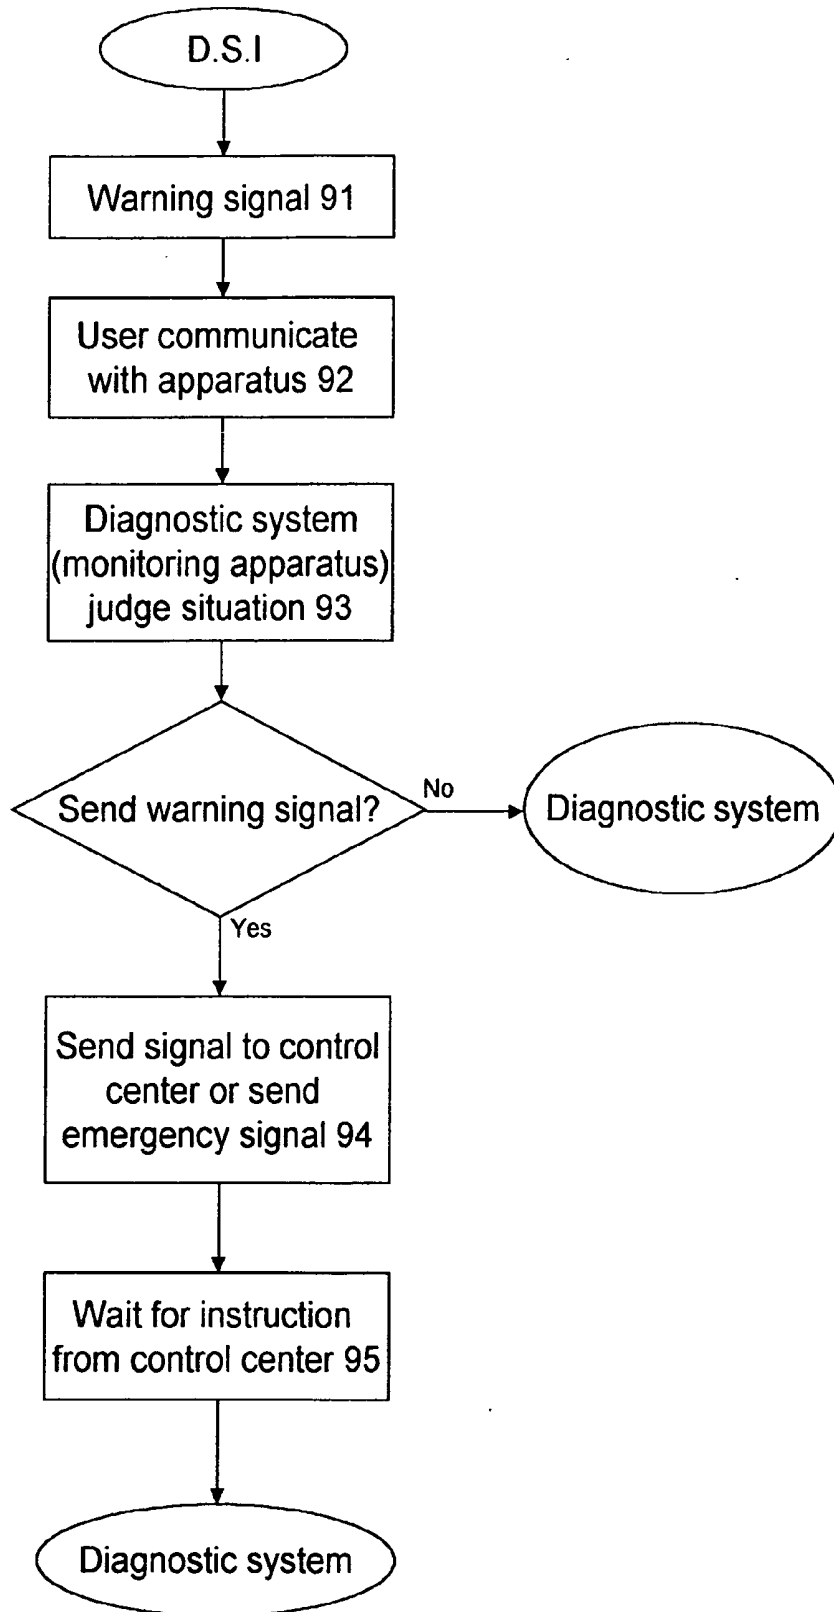 D.S.I
Warning signal 91
User communicate
with apparatus 92
Diagnostic system
(monitoring apparatus)
judge situation 93
Send warning signal?
No
Diagnostic system
Yes
Send signal to control
center or send
emergency signal 94
Wait for instruction
from control center 95
Diagnostic system